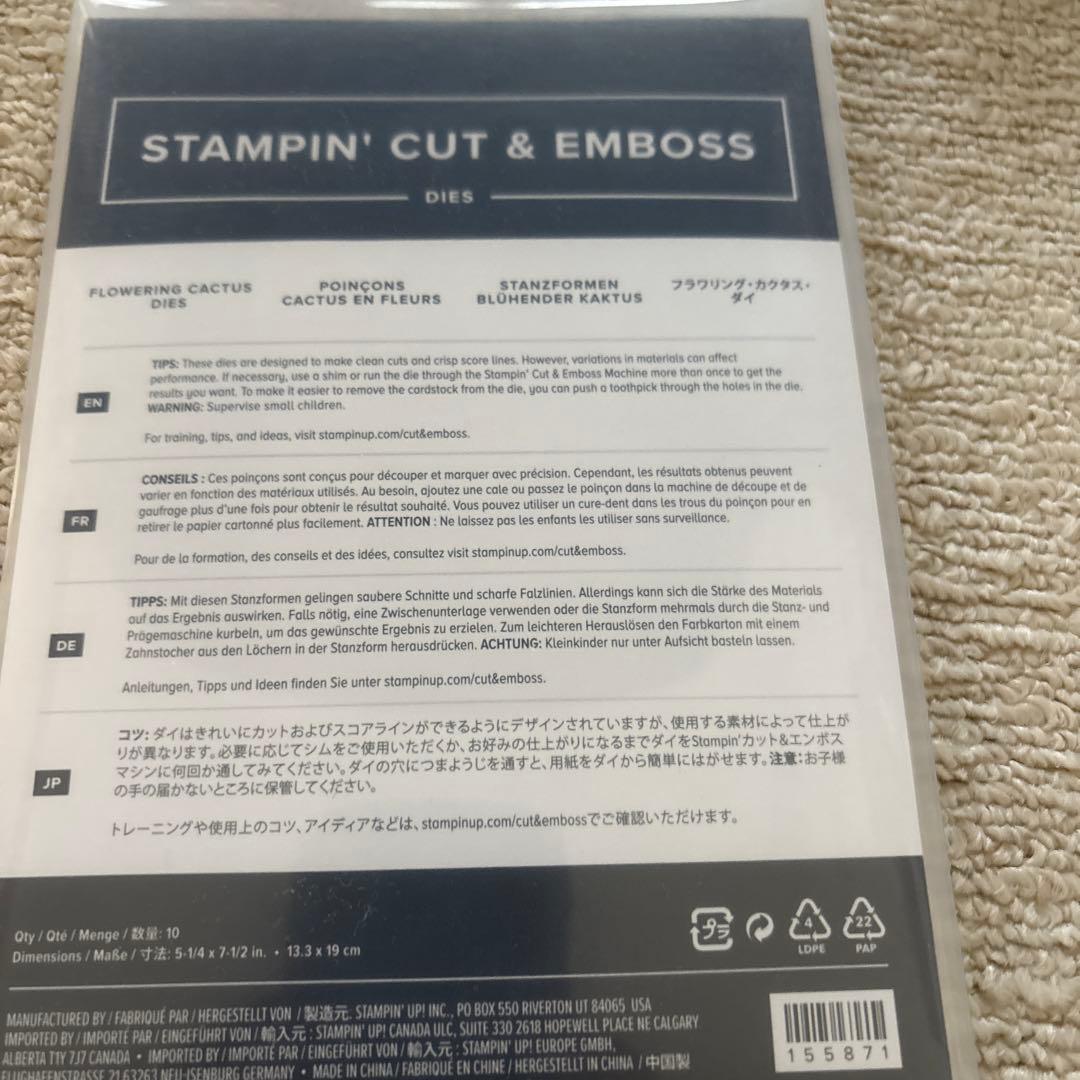 STAMPIN' CUT & EMBOSS
DIES
FLOWERING CACTUS
DIES
POINÇONS
CACTUS EN FLEURS
STANZFORMEN
BLÜHENDER KAKTUS
フラワリング・カクタス・
ダイ
EN
TIPS: These dies are designed to make clean cuts and crisp score lines. However, variations in materials can affect
performance. If necessary, use a shim or run the die through the Stampin' Cut & Emboss Machine more than once to get the
results you want. To make it easier to remove the cardstock from the die, you can push a toothpick through the holes in the die.
WARNING: Supervise small children.
For training, tips, and ideas, visit stampinup.com/cut&emboss.
FR
CONSEILS : Ces poinçons sont conçus pour découper et marquer avec précision. Cependant, les résultats obtenus peuvent
varier en fonction des matériaux utilisés. Au besoin, ajoutez une cale ou passez le poinçon dans la machine de découpe et de
gaufrage plus d'une fois pour obtenir le résultat souhaité. Vous pouvez utiliser un cure-dent dans les trous du poinçon pour en
retirer le papier cartonné plus facilement. ATTENTION : Ne laissez pas les enfants les utiliser sans surveillance.
Pour de la formation, des conseils et des idées, consultez visit stampinup.com/cut&emboss.
DE
TIPPS: Mit diesen Stanzformen gelingen saubere Schnitte und scharfe Falzlinien. Allerdings kann sich die Stärke des Materials
auf das Ergebnis auswirken. Falls nötig, eine Zwischenunterlage verwenden oder die Stanzform mehrmals durch die Stanz- und
Prägemaschine kurbeln, um das gewünschte Ergebnis zu erzielen. Zum leichteren Herauslösen den Farbkarton mit einem
Zahnstocher aus den Löchern in der Stanzform herausdrücken. ACHTUNG: Kleinkinder nur unter Aufsicht basteln lassen.
Anleitungen, Tipps und Ideen finden Sie unter stampinup.com/cut&emboss.
JP
コツ: ダイはきれいにカットおよびスコアラインができるようにデザインされていますが、使用する素材によって仕上が
りが異なります。必要に応じてシムをご使用いただくか、お好みの仕上がりになるまでダイをStampin'カット&エンボス
マシンに何回か通してみてください。ダイの穴につまようじを通すと、用紙をダイから簡単にはがせます。注意:お子様
の手の届かないところに保管してください。
トレーニングや使用上のコツ、アイディアなどは、stampinup.com/cut&embossでご確認いただけます。
Qty / Qté / Menge / 数量: 10
Dimensions / Maße / 寸法: 5-1/4 x 7-1/2 in. • 13.3 x 19 cm
プラ
4
LDPE
22
PAP
MANUFACTURED BY / FABRIQUÉ PAR / HERGESTELLT VON / 製造元. STAMPIN' UP! INC., PO BOX 550 RIVERTON UT 84065 USA
IMPORTED BY / IMPORTÉ PAR / EINGEFÜHRT VON / 輸入元 : STAMPIN' UP! CANADA ULC, SUITE 330 2618 HOPEWELL PLACE NE CALGARY
ALBERTA T1Y 7J7 CANADA • IMPORTED BY / IMPORTÉ PAR / EINGEFÜHRT VON / 輸入元 : STAMPIN' UP! EUROPE GMBH,
FLUGHAFENSTRASSE 21 63263 NEU-ISENBURG GERMANY • MADE IN CHINA / FABRIQUÉ EN CHINE / HERGESTELLT IN CHINA / 中国製
155871